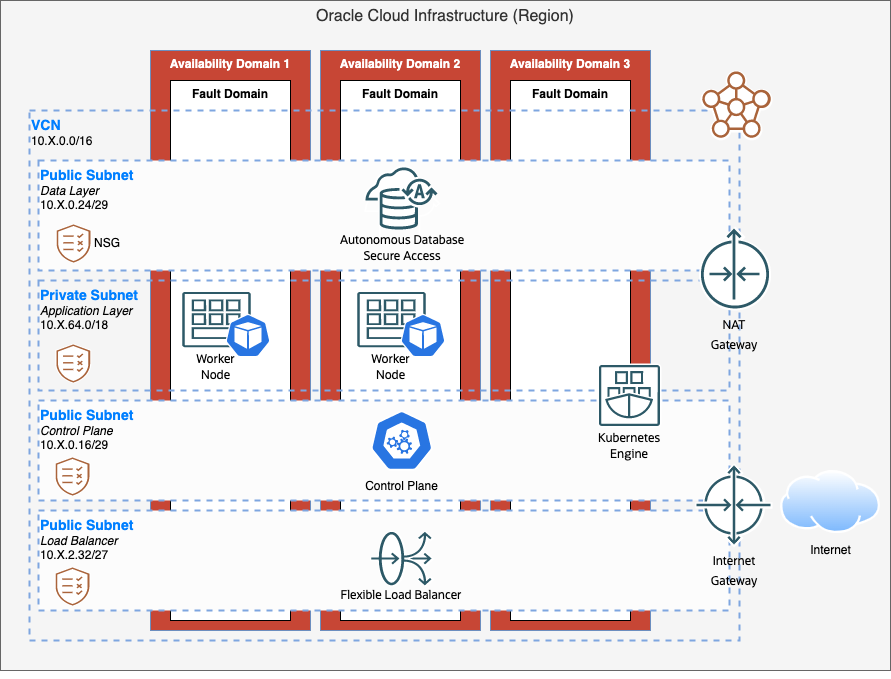 Oracle Cloud Infrastructure (Region)
Availability Domain 1
Availability Domain 2
Availability Domain 3
Fault Domain
Fault Domain
Fault Domain
VCN
10.X.0.0/16
Public Subnet
Data Layer
10.X.0.24/29
NSG
A
Autonomous Database
Secure Access
Private Subnet
Application Layer
10.X.64.0/18
Worker
Node
Worker
Node
NAT
Gateway
Kubernetes
Engine
Public Subnet
Control Plane
10.X.0.16/29
Control Plane
Public Subnet
Load Balancer
10.X.2.32/27
Flexible Load Balancer
Internet
Gateway
Internet